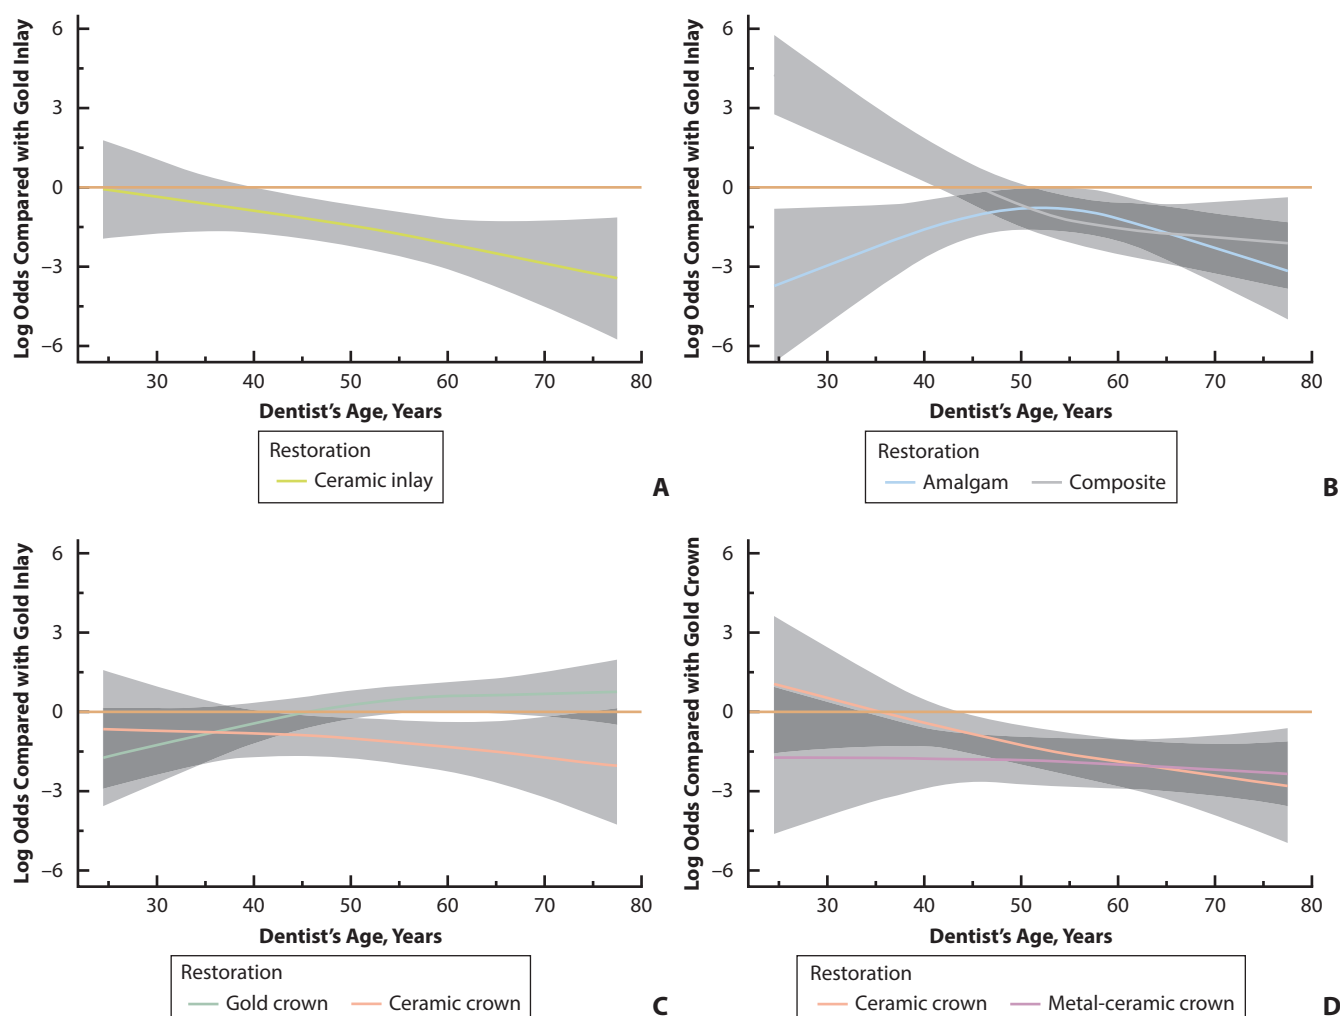 Log Odds Compared with Gold Inlay
6
3
0
–3
–6
30 40 50 60 70 80
Dentist's Age, Years
Restoration
Ceramic inlay
A
Log Odds Compared with Gold Inlay
6
3
0
–3
–6
30 40 50 60 70 80
Dentist's Age, Years
Restoration
Amalgam Composite
B
Log Odds Compared with Gold Inlay
6
3
0
–3
–6
30 40 50 60 70 80
Dentist's Age, Years
Restoration
Gold crown Ceramic crown
C
Log Odds Compared with Gold Crown
6
3
0
–3
–6
30 40 50 60 70 80
Dentist's Age, Years
Restoration
Ceramic crown Metal-ceramic crown
D